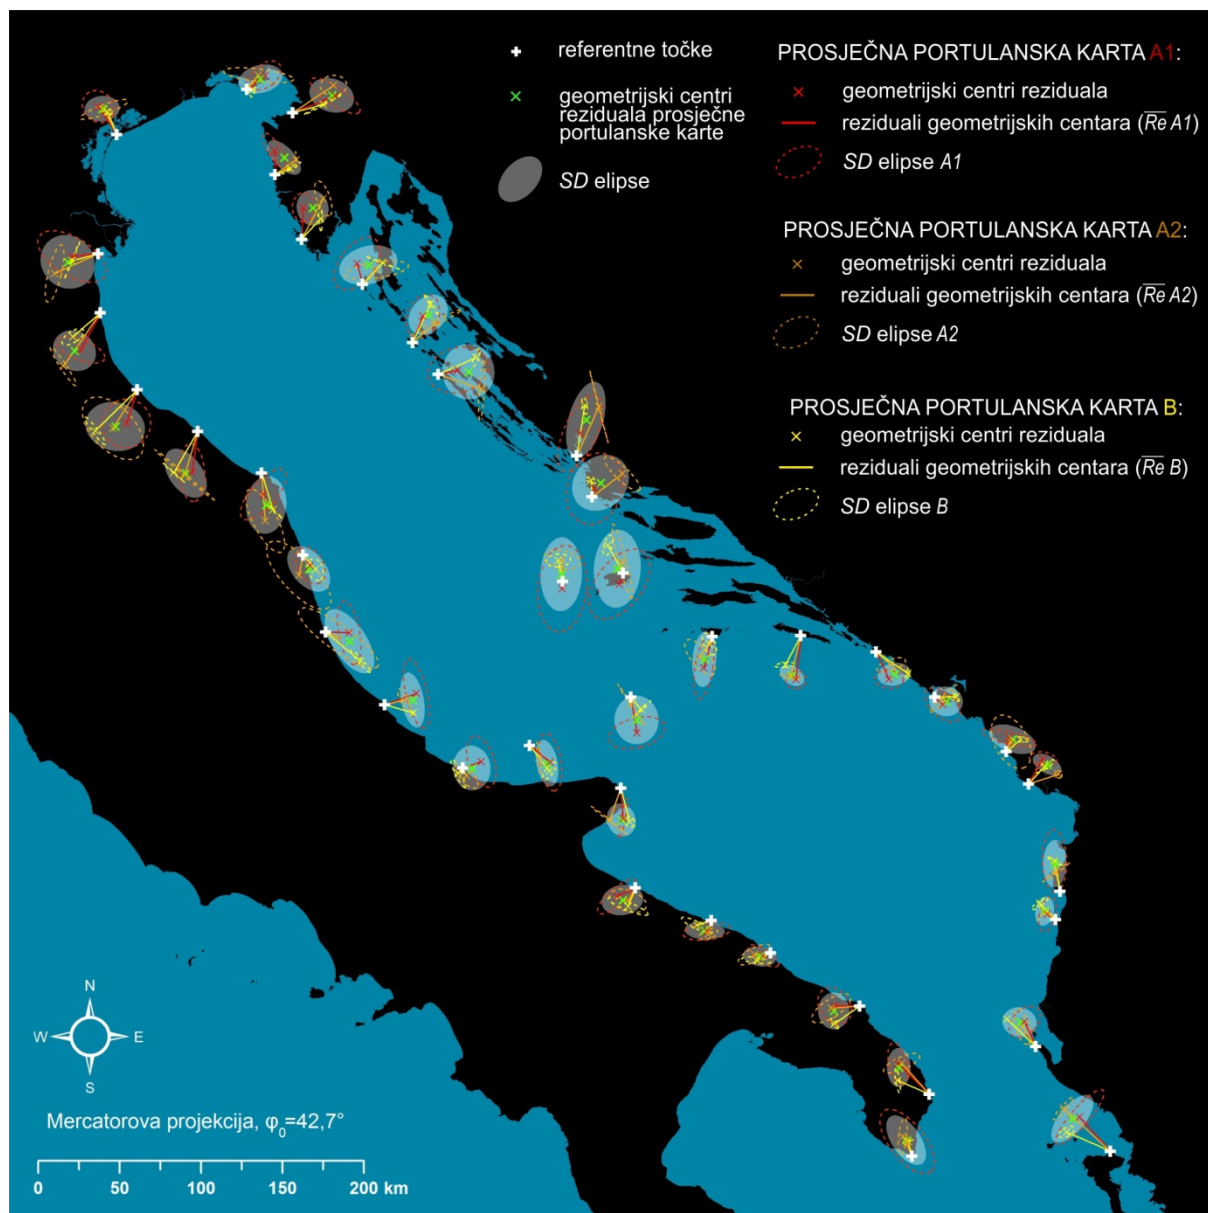 referentne točke
geometrijski centri
reziduala prosječne
portulanske karte
SD elipse
PROSJEČNA PORTULANSKA KARTA A1:
geometrijski centri reziduala
reziduali geometrijskih centara (R̅e̅ A1)
SD elipse A1
PROSJEČNA PORTULANSKA KARTA A2:
geometrijski centri reziduala
reziduali geometrijskih centara (R̅e̅ A2)
SD elipse A2
PROSJEČNA PORTULANSKA KARTA B:
geometrijski centri reziduala
reziduali geometrijskih centara (R̅e̅ B)
SD elipse B
N
W E
S
Mercatorova projekcija, φ₀=42,7°
0 50 100 150 200 km